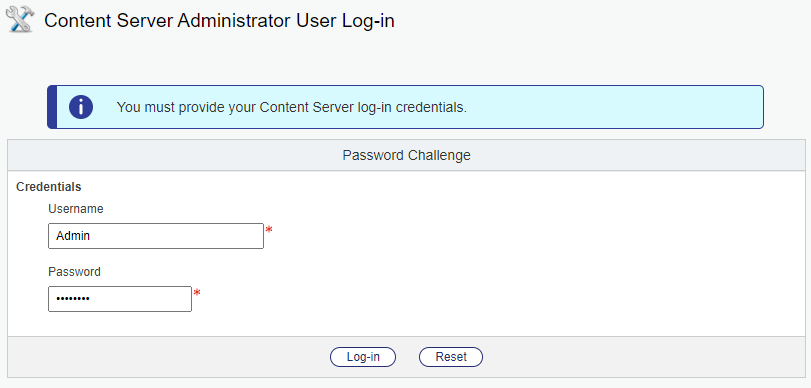 Content Server Administrator User Log-in
You must provide your Content Server log-in credentials.
Password Challenge
Credentials
Username
Admin
*
Password
••••••••
*
Log-in
Reset